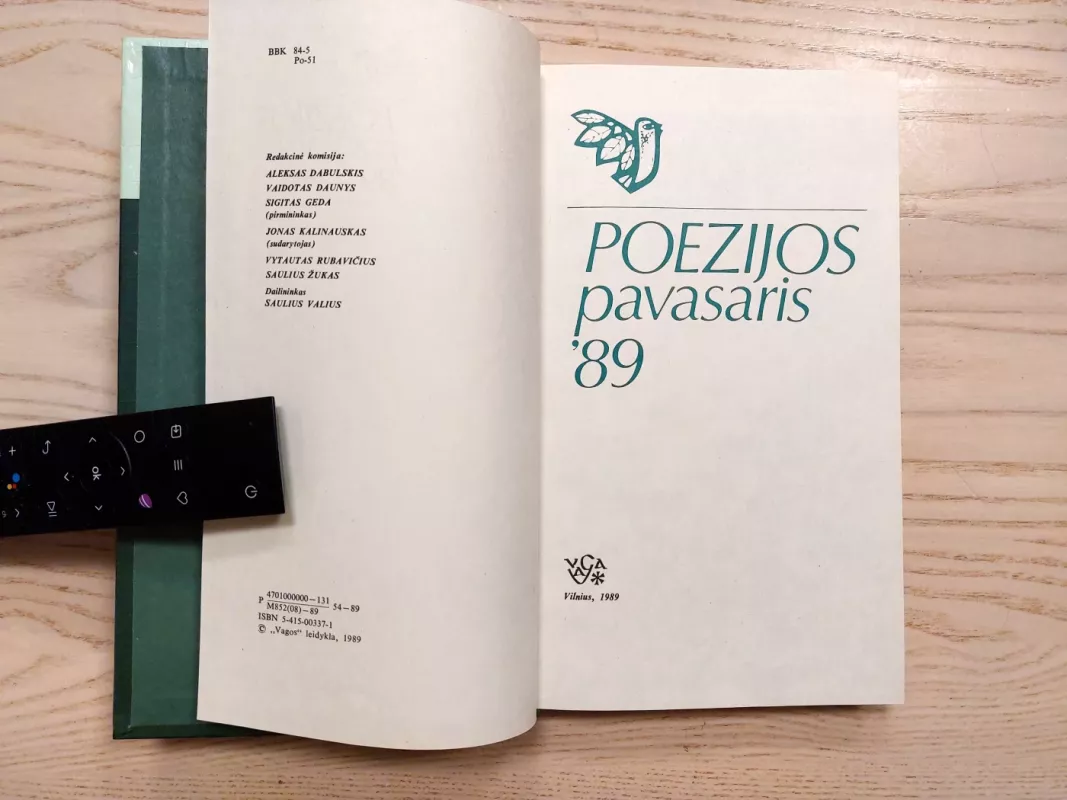 BBK 84-5
Po-51
Redakcinė komisija:
ALEKSAS DABULSKIS
VAIDOTAS DAUNYS
SIGITAS GEDA
(pirmininkas)
JONAS KALINAUSKAS
(sudarytojas)
VYTAUTAS RUBAVIČIUS
SAULIUS ŽUKAS
Dailininkas
SAULIUS VALIUS
P 4701000000—131
M852(08)—89 54—89
ISBN 5-415-00337-1
© „Vagos“ leidykla, 1989
ok
POEZIJOS
pavasaris
’89
VAGA
Vilnius, 1989